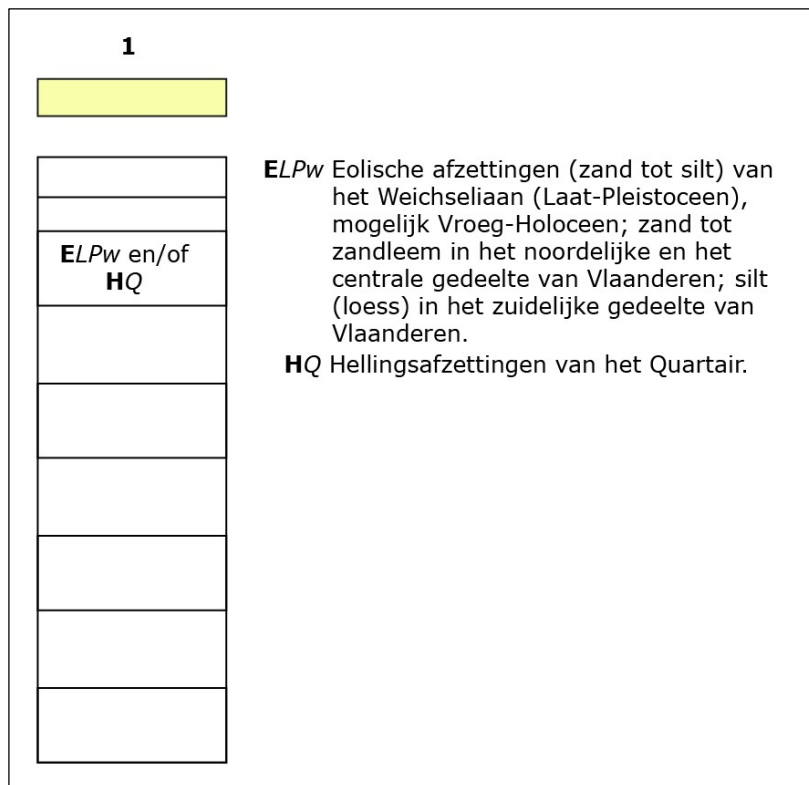 1
ELPw en/of
HQ
ELPw Eolische afzettingen (zand tot silt) van
het Weichseliaan (Laat-Pleistoceen),
mogelijk Vroeg-Holoceen; zand tot
zandleem in het noordelijke en het
centrale gedeelte van Vlaanderen; silt
(loess) in het zuidelijke gedeelte van
Vlaanderen.
HQ Hellingsafzettingen van het Quartair.